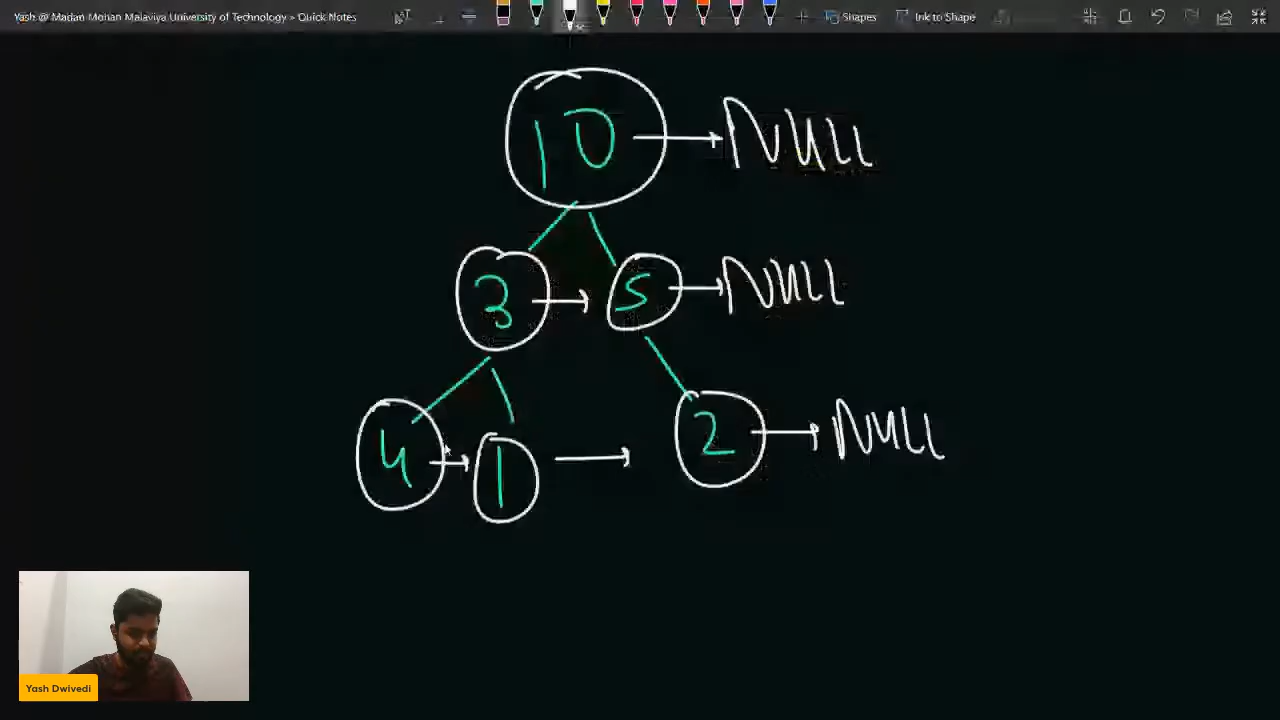 Yash @ Madan Mohan Malaviya University of Technology » Quick Notes
Shapes
Ink to Shape
10 NULL
3 5 NULL
4 1 2 NULL
Yash Dwivedi